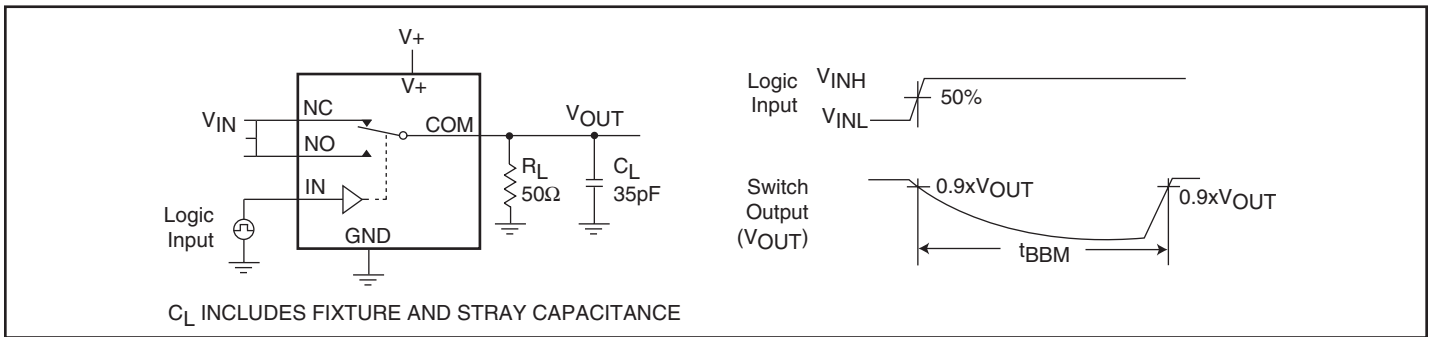 V+
V+
NC
VIN
NO
COM
VOUT
IN
RL
50Ω
CL
35pF
Logic
Input
GND
CL INCLUDES FIXTURE AND STRAY CAPACITANCE
Logic
Input
VINH
VINL
50%
Switch
Output
(VOUT)
0.9xVOUT
0.9xVOUT
tBBM